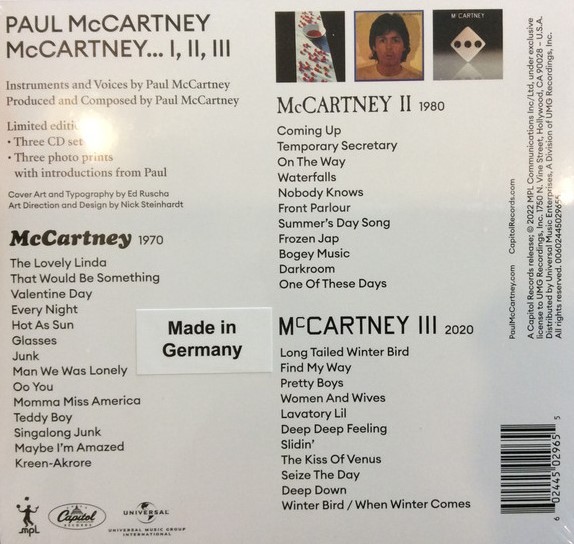 PAUL McCARTNEY
McCARTNEY... I, II, III
Instruments and Voices by Paul McCartney
Produced and Composed by Paul McCartney
Limited
• Three CD set
• Three photo prints
with introductions from Paul
Cover Art and Typography by Ed Ruscha
Art Direction and Design by Nick Steinhardt
McCartney 1970
The Lovely Linda
That Would Be Something
Valentine Day
Every Night
Hot As Sun
Glasses
Junk
Man We Was Lonely
Oo You
Momma Miss America
Teddy Boy
Singalong Junk
Maybe I'm Amazed
Kreen-Akrore
Made in
Germany
mpl
Capitol
RECORDS
UNIVERSAL
UNIVERSAL MUSIC GROUP
INTERNATIONAL
McCARTNEY
McCARTNEY II 1980
Coming Up
Temporary Secretary
On The Way
Waterfalls
Nobody Knows
Front Parlour
Summer's Day Song
Frozen Jap
Bogey Music
Darkroom
One Of These Days
McCARTNEY III 2020
Long Tailed Winter Bird
Find My Way
Pretty Boys
Women And Wives
Lavatory Lil
Deep Deep Feeling
Slidin'
The Kiss Of Venus
Seize The Day
Deep Down
Winter Bird / When Winter Comes
PaulMcCartney.com CapitolRecords.com
A Capitol Records release; © 2022 MPL Communications Inc/Ltd, under exclusive
license to UMG Recordings, Inc. 1750 N. Vine Street, Hollywood, CA 90028 – U.S.A.
Distributed by Universal Music Enterprises, A Division of UMG Recordings, Inc.
All rights reserved. 00602445029655
6 02445 02965 5